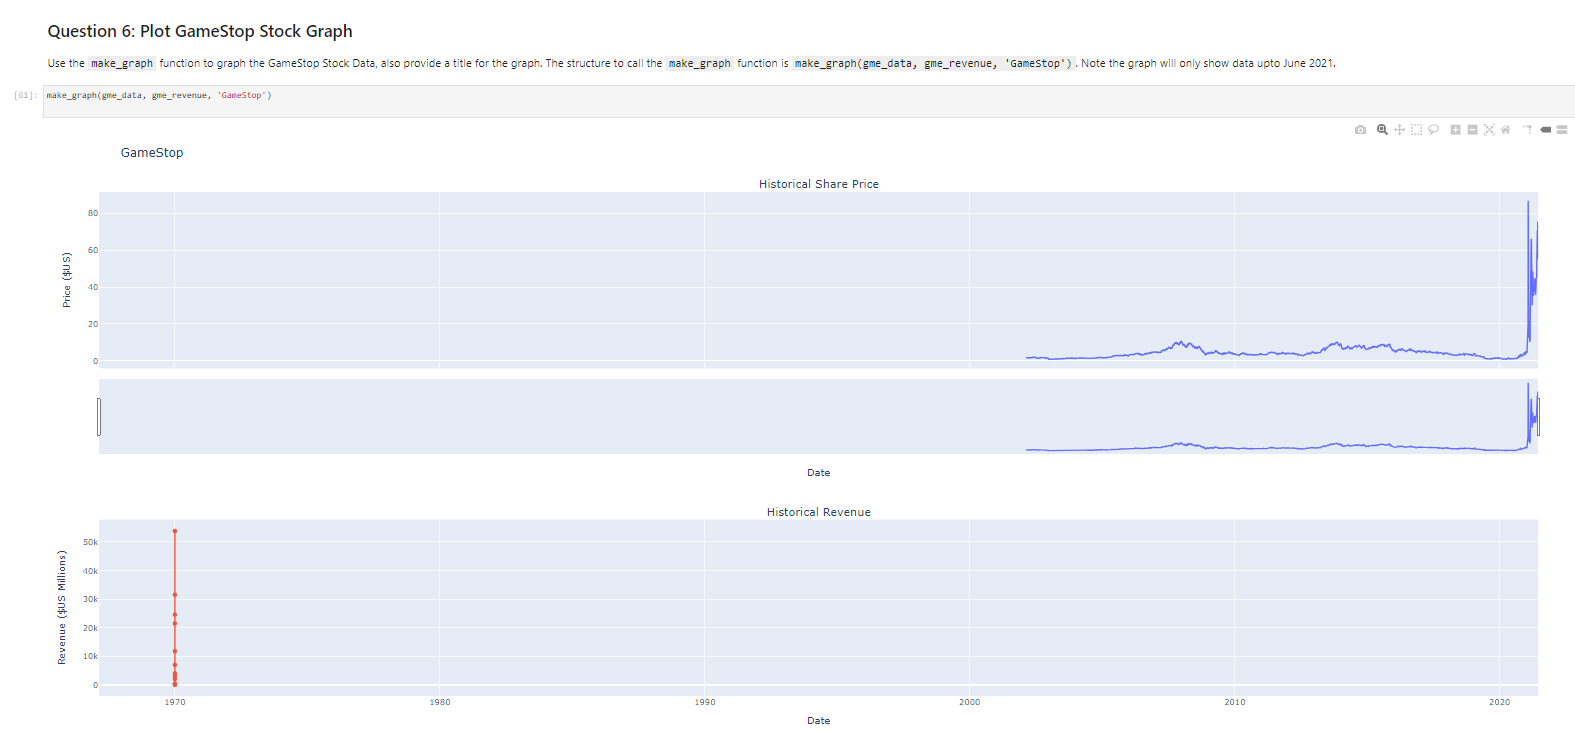 Question 6: Plot GameStop Stock Graph
Use the make_graph function to graph the GameStop Stock Data, also provide a title for the graph. The structure to call the make_graph function is make_graph(gme_data, gme_revenue, 'GameStop'). Note the graph will only show data upto June 2021.
[61]: make_graph(gme_data, gme_revenue, 'GameStop')
GameStop
Historical Share Price
80
60
40
20
0
Price ($US)
Date
Historical Revenue
50k
40k
30k
20k
10k
0
Revenue ($US Millions)
1970 1980 1990 2000 2010 2020
Date